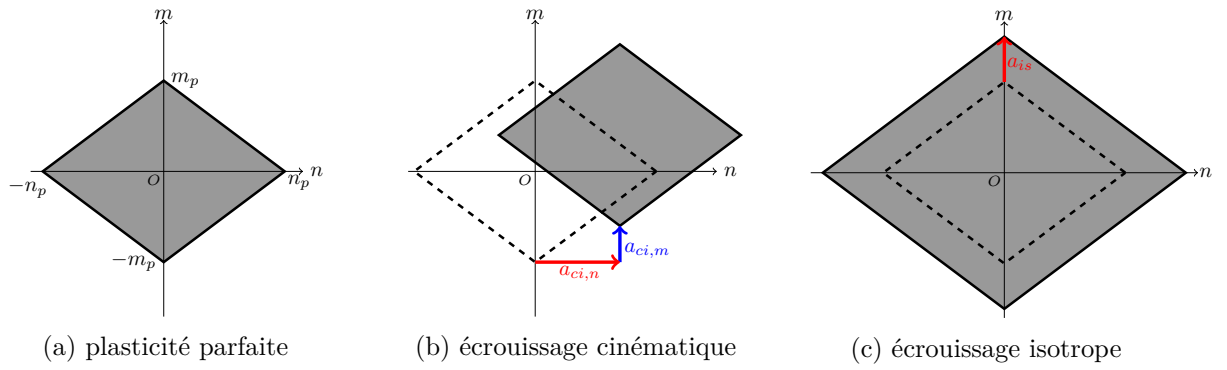 m
m_p
O
n
-n_p
n_p
-m_p
(a) plasticité parfaite
m
O
n
a_{ci,m}
a_{ci,n}
(b) écrouissage cinématique
m
a_{is}
O
n
(c) écrouissage isotrope